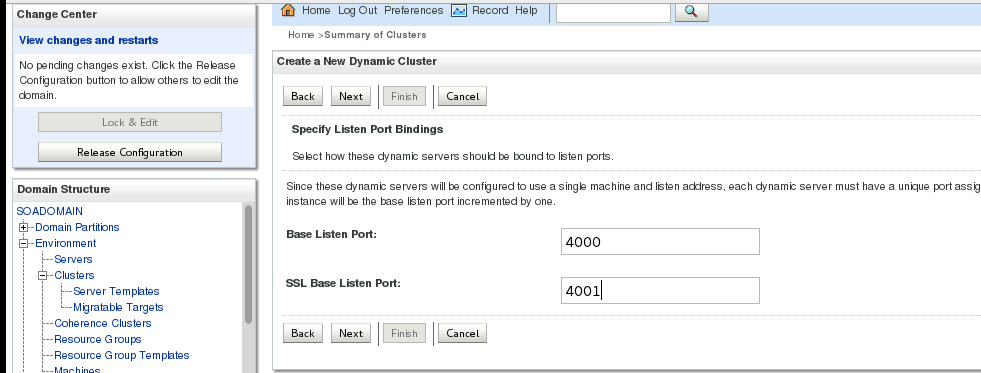 Change Center
View changes and restarts
No pending changes exist. Click the Release
Configuration button to allow others to edit the
domain.
Lock & Edit
Release Configuration
Domain Structure
SOADOMAIN
Domain Partitions
Environment
Servers
Clusters
Server Templates
Migratable Targets
Coherence Clusters
Resource Groups
Resource Group Templates
Machines
Home Log Out Preferences Record Help
Home >Summary of Clusters
Create a New Dynamic Cluster
Back Next Finish Cancel
Specify Listen Port Bindings
Select how these dynamic servers should be bound to listen ports.
Since these dynamic servers will be configured to use a single machine and listen address, each dynamic server must have a unique port assig
instance will be the base listen port incremented by one.
Base Listen Port: 4000
SSL Base Listen Port: 4001
Back Next Finish Cancel